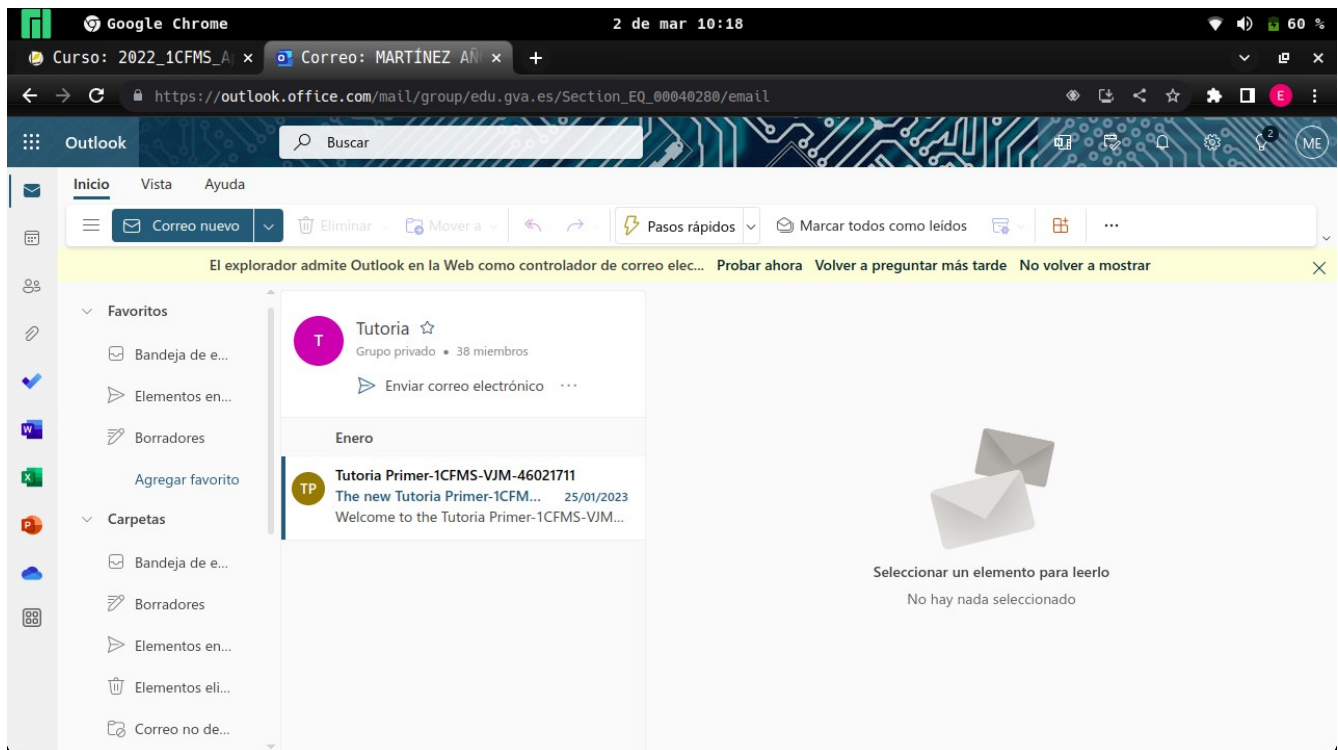 Google Chrome
2 de mar 10:18
60 %
Curso: 2022_1CFMS_A
Correo: MARTÍNEZ AÑ
https://outlook.office.com/mail/group/edu.gva.es/Section_EQ_00040280/email
E
Outlook
Buscar
2
ME
Inicio Vista Ayuda
Correo nuevo
Eliminar
Mover a
Pasos rápidos
Marcar todos como leídos
El explorador admite Outlook en la Web como controlador de correo elec... Probar ahora Volver a preguntar más tarde No volver a mostrar
Favoritos
Bandeja de e...
Elementos en...
Borradores
Agregar favorito
Carpetas
Bandeja de e...
Borradores
Elementos en...
Elementos eli...
Correo no de...
W
X
P
T
Tutoria
Grupo privado • 38 miembros
Enviar correo electrónico
Enero
TP
Tutoria Primer-1CFMS-VJM-46021711
The new Tutoria Primer-1CFM... 25/01/2023
Welcome to the Tutoria Primer-1CFMS-VJM...
Seleccionar un elemento para leerlo
No hay nada seleccionado